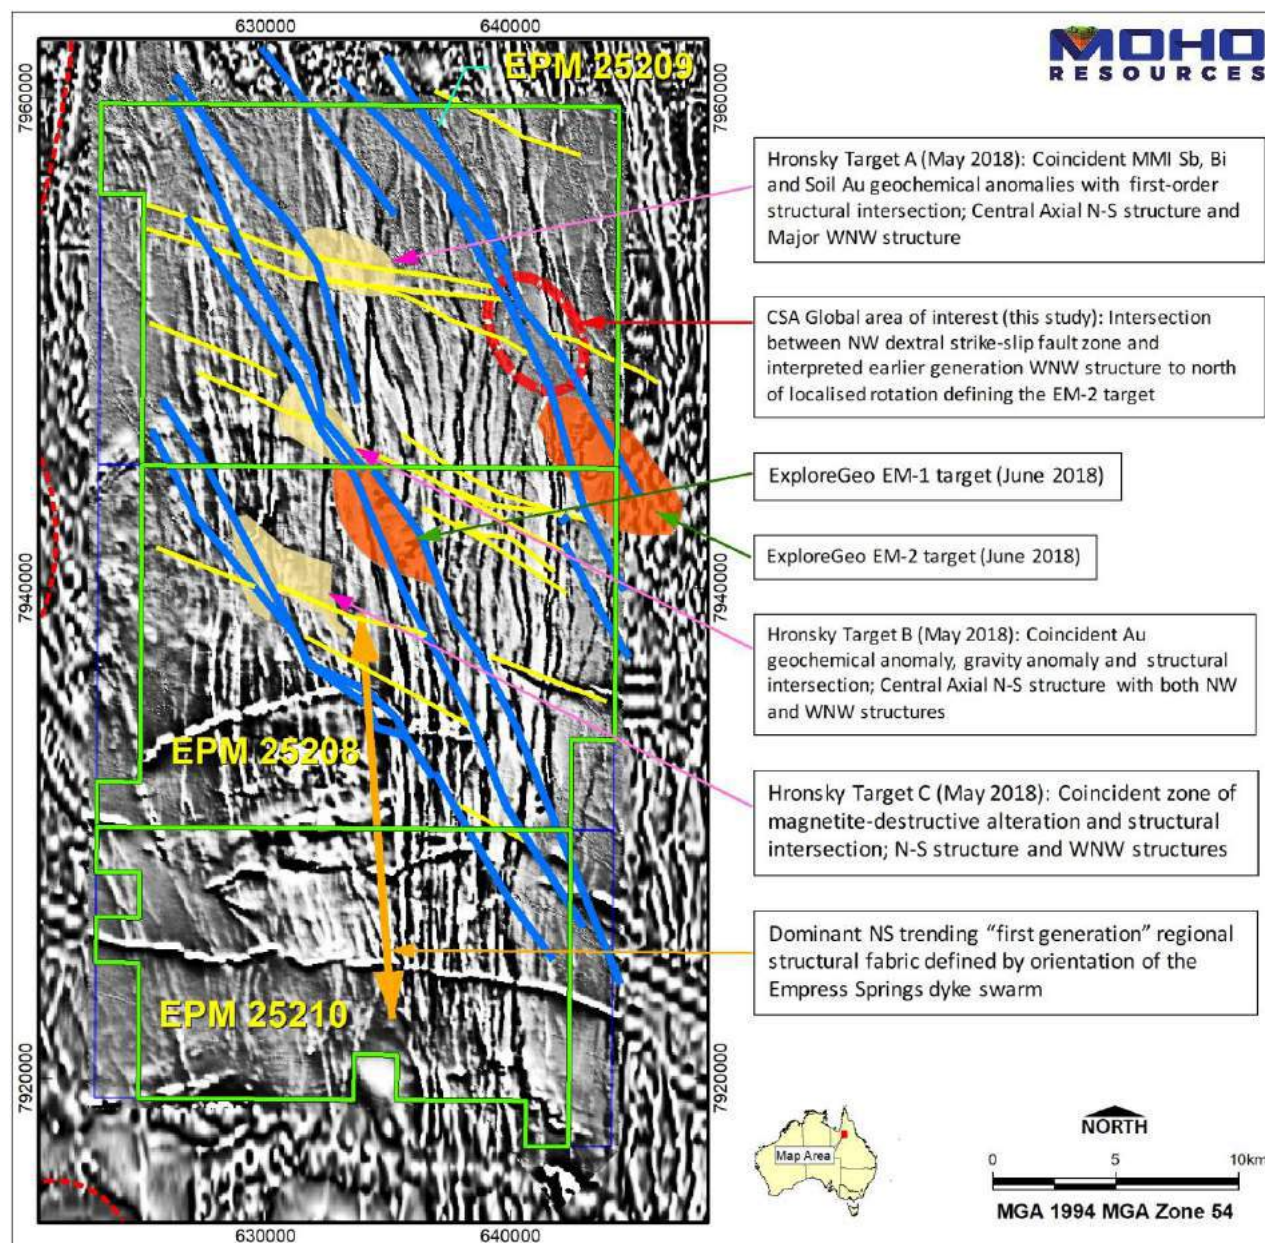 630000
640000
MOHO
RESOURCES
EPM 25209
7960000
7960000
Hronsky Target A (May 2018): Coincident MMI Sb, Bi
and Soil Au geochemical anomalies with first-order
structural intersection; Central Axial N-S structure and
Major WNW structure
CSA Global area of interest (this study): Intersection
between NW dextral strike-slip fault zone and
interpreted earlier generation WNW structure to north
of localised rotation defining the EM-2 target
ExploreGeo EM-1 target (June 2018)
ExploreGeo EM-2 target (June 2018)
7940000
7940000
Hronsky Target B (May 2018): Coincident Au
geochemical anomaly, gravity anomaly and structural
intersection; Central Axial N-S structure with both NW
and WNW structures
EPM 25208
Hronsky Target C (May 2018): Coincident zone of
magnetite-destructive alteration and structural
intersection; N-S structure and WNW structures
Dominant NS trending “first generation” regional
structural fabric defined by orientation of the
Empress Springs dyke swarm
EPM 25210
7920000
7920000
Map Area
NORTH
0 5 10km
MGA 1994 MGA Zone 54
630000
640000